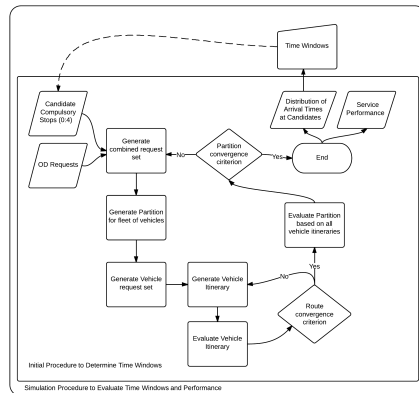 Time Windows
Candidate
Compulsory
Stops (0:4)
Distribution of
Arrival Times
at Candidates
Service
Performance
OD Requests
Generate
combined request
set
No
Partition
convergence
ciriterion
Yes
End
Generate Partition
for fleet of vehicles
Evaluate Partition
based on all
vehicle itineraries
Generate Vehicle
request set
Generate Vehicle
Itinerary
No
Yes
Route
convergence
criterion
Evaluate Vehicle
Itinerary
Initial Procedure to Determine Time Windows
Simulation Procedure to Evaluate Time Windows and Performance